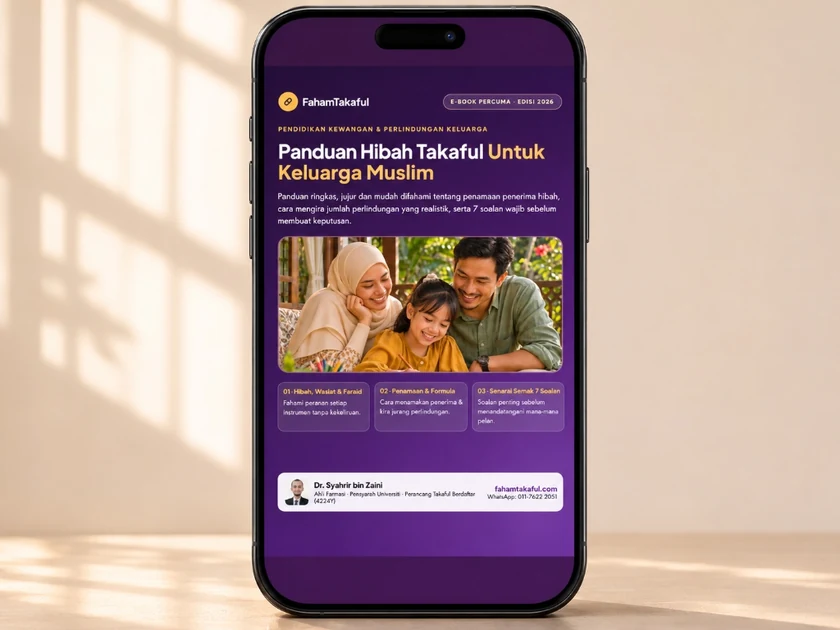 FahamTakaful
E-BOOK PERCUMA · EDISI 2026
PENDIDIKAN KEWANGAN & PERLINDUNGAN KELUARGA
Panduan Hibah Takaful Untuk
Keluarga Muslim
Panduan ringkas, jujur dan mudah difahami tentang penamaan penerima hibah,
cara mengira jumlah perlindungan yang realistik, serta 7 soalan wajib sebelum
membuat keputusan.
01 · Hibah, Wasiat & Faraid
Fahami peranan setiap
instrumen tanpa kekeliruan.
02 · Penamaan & Formula
Cara menamakan penerima &
kira jurang perlindungan.
03 · Senarai Semak 7 Soalan
Soalan penting sebelum
menandatangani mana-mana
pelan.
Dr. Syahrir bin Zaini
Ahli Farmasi · Pensyarah Universiti · Perancang Takaful Berdaftar
(4224Y)
fahamtakaful.com
WhatsApp: 011-7622 2051